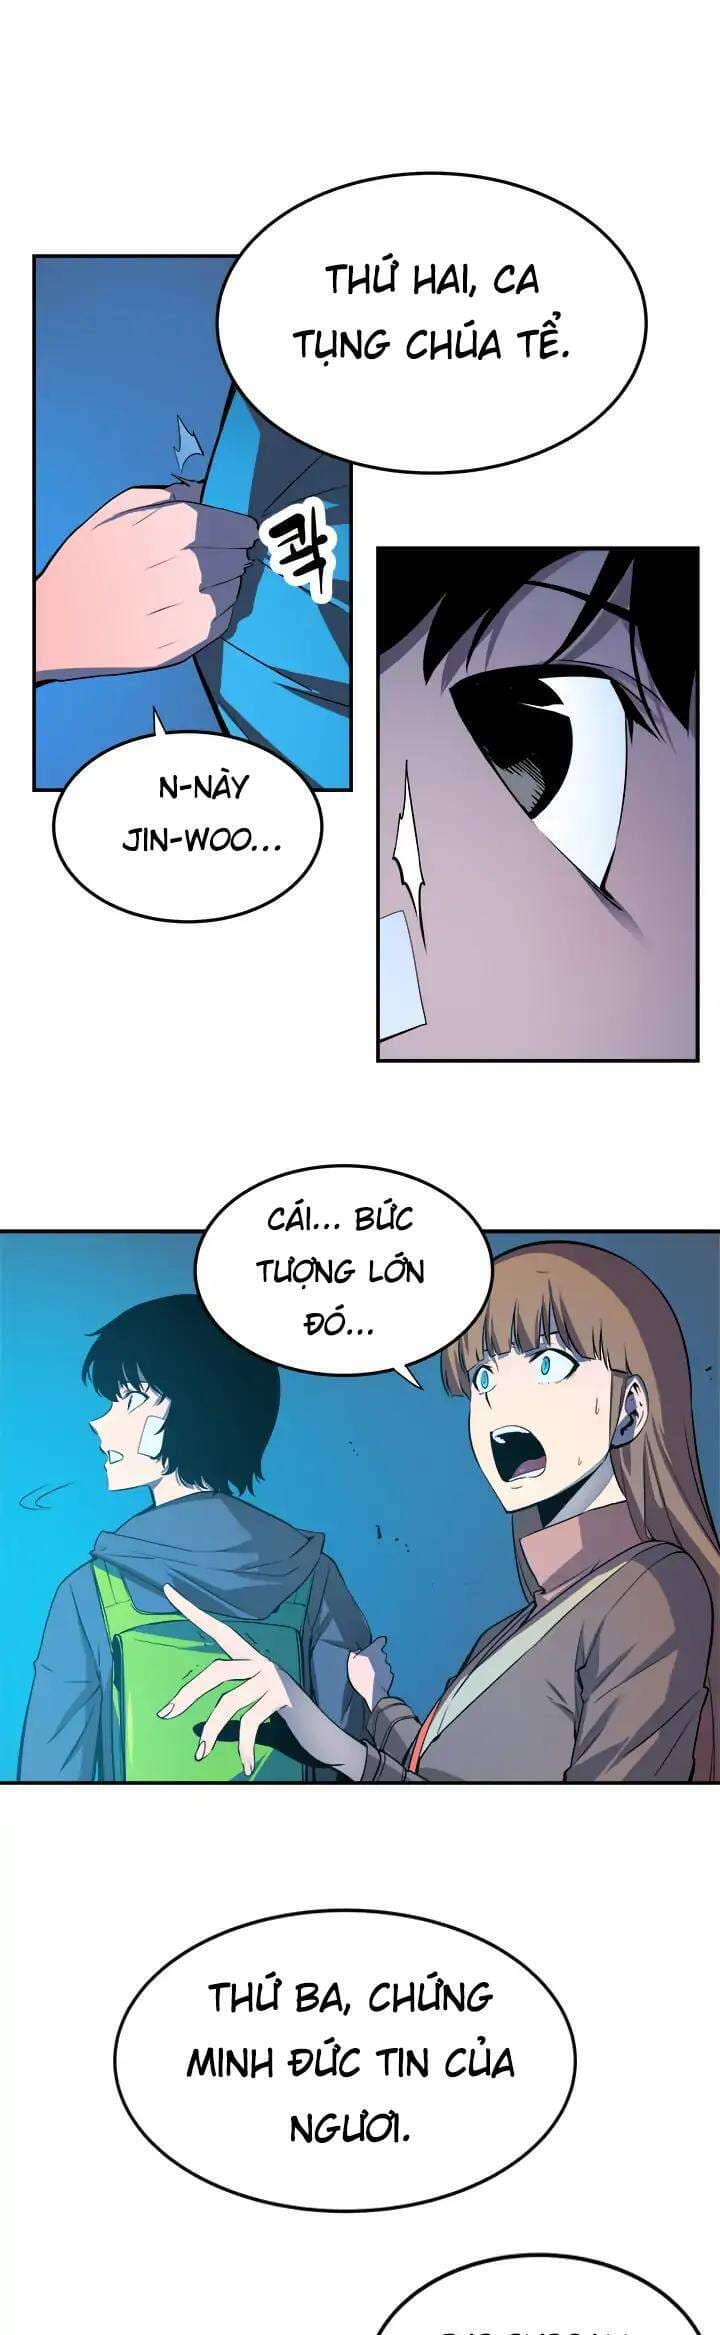 THỨ HAI, CA
TỤNG CHÚA TỂ.
콱
N-NÀY
JIN-WOO...
CÁI... BỨC
TƯỢNG LỚN
ĐÓ...
THỨ BA, CHỨNG
MINH ĐỨC TIN CỦA
NGƯƠI.